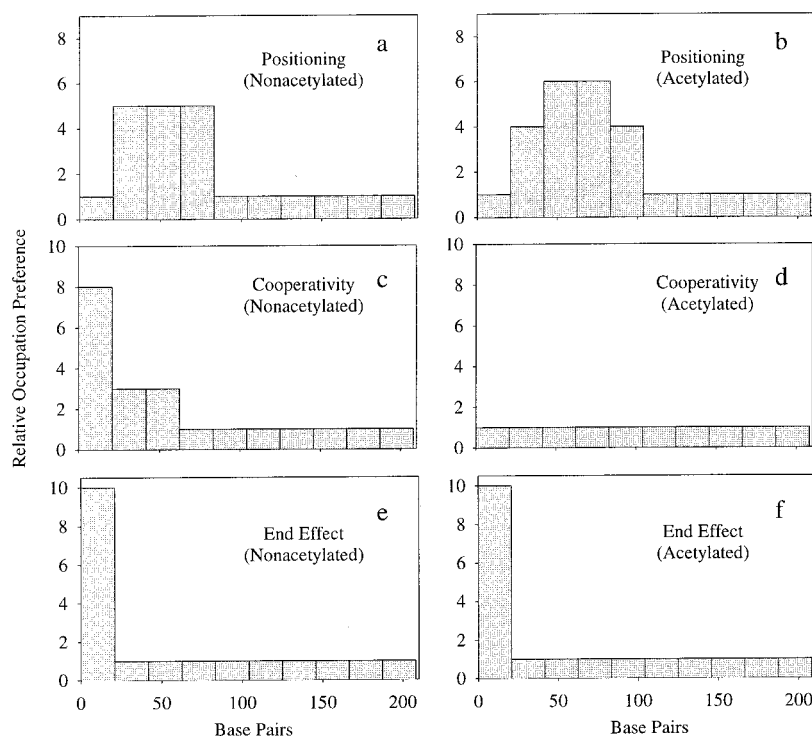 a
Positioning
(Nonacetylated)
8
6
4
2
0
b
Positioning
(Acetylated)
8
6
4
2
0
Relative Occupation Preference
c
Cooperativity
(Nonacetylated)
10
8
6
4
2
0
d
Cooperativity
(Acetylated)
10
8
6
4
2
0
e
End Effect
(Nonacetylated)
10
8
6
4
2
0
0 50 100 150 200
Base Pairs
f
End Effect
(Acetylated)
10
8
6
4
2
0
0 50 100 150 200
Base Pairs